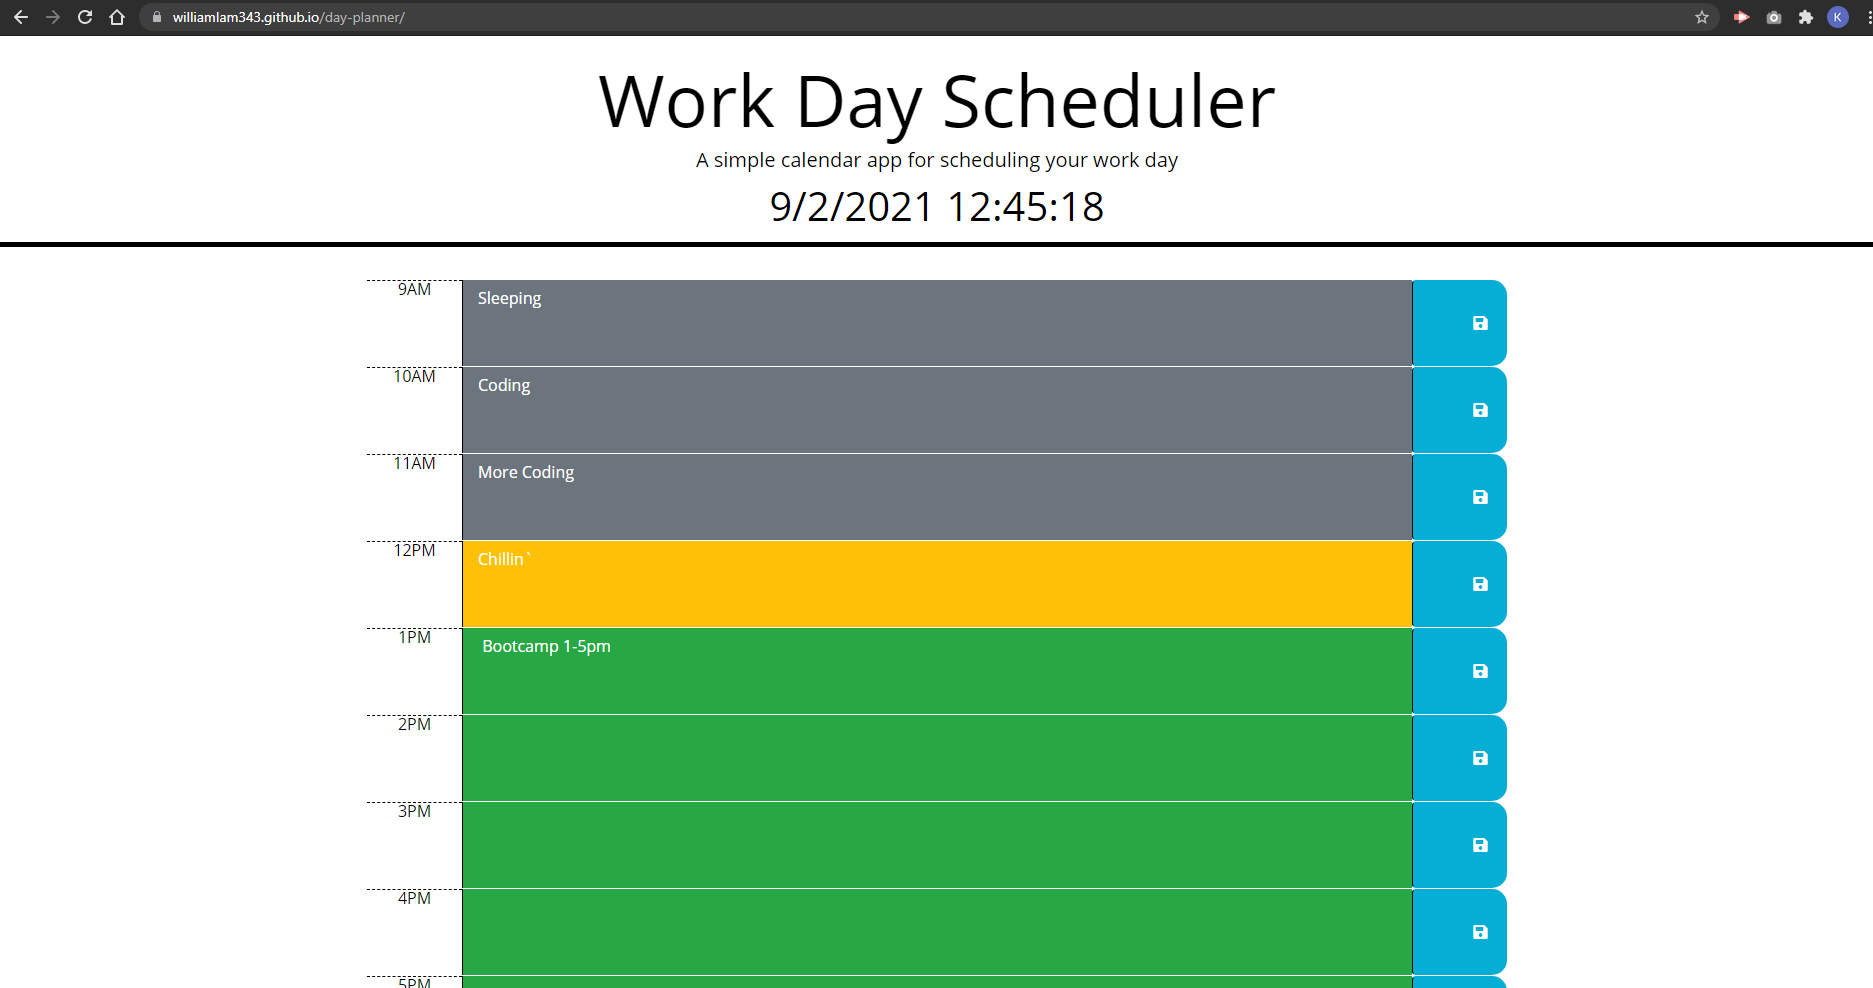 williamlam343.github.io/day-planner/
K
Work Day Scheduler
A simple calendar app for scheduling your work day
9/2/2021 12:45:18
9AM Sleeping
10AM Coding
11AM More Coding
12PM Chillin`
1PM Bootcamp 1-5pm
2PM
3PM
4PM
5PM